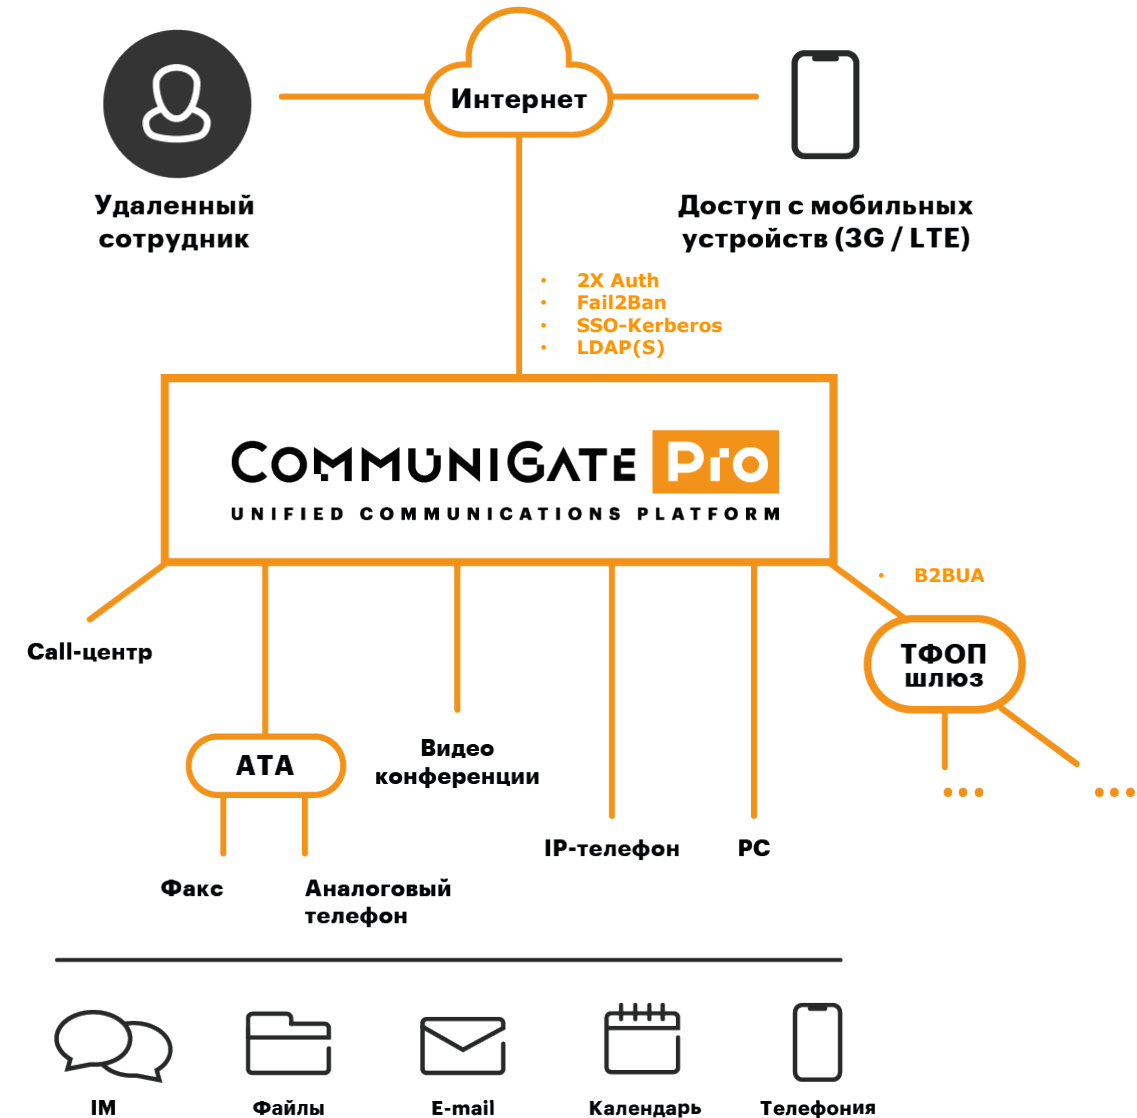 Интернет
Удаленный
сотрудник
Доступ с мобильных
устройств (3G / LTE)
• 2X Auth
• Fail2Ban
• SSO-Kerberos
• LDAP(S)
COMMUNIGATE Pro
UNIFIED COMMUNICATIONS PLATFORM
• B2BUA
Call-центр
ТФОП
шлюз
АТА
Видео
конференции
... ...
IP-телефон
PC
Факс
Аналоговый
телефон
IM
Файлы
E-mail
Календарь
Телефония